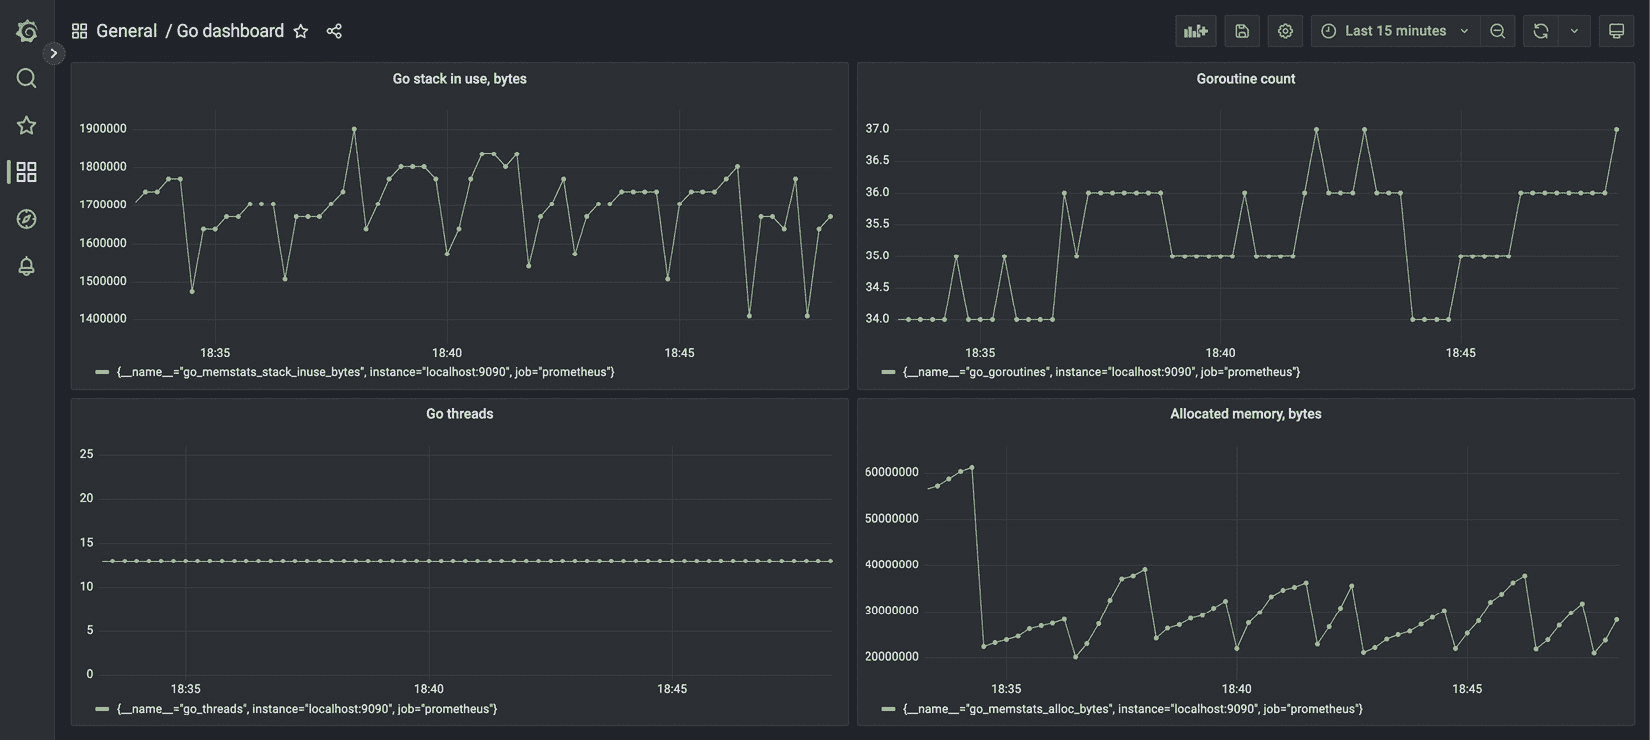 General / Go dashboard
Last 15 minutes
Go stack in use, bytes
1900000
1800000
1700000
1600000
1500000
1400000
18:35 18:40 18:45
{__name__="go_memstats_stack_inuse_bytes", instance="localhost:9090", job="prometheus"}
Goroutine count
37.0
36.5
36.0
35.5
35.0
34.5
34.0
18:35 18:40 18:45
{__name__="go_goroutines", instance="localhost:9090", job="prometheus"}
Go threads
25
20
15
10
5
0
18:35 18:40 18:45
{__name__="go_threads", instance="localhost:9090", job="prometheus"}
Allocated memory, bytes
60000000
50000000
40000000
30000000
20000000
18:35 18:40 18:45
{__name__="go_memstats_alloc_bytes", instance="localhost:9090", job="prometheus"}